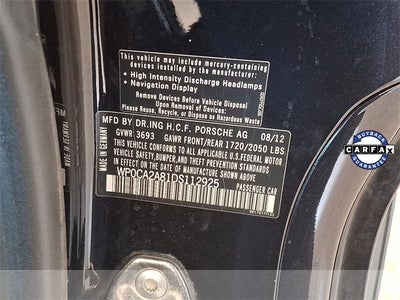 This vehicle may include mercury-containing
devices installed by the manufacturer:
• High Intensity Discharge Headlamps
• Navigation Display
Remove Devices Before Vehicle Disposal
Upon Removal of Devices
Please Reuse, Recycle or Dispose as Hazardous Waste
MADE IN GERMANY
MFD BY DR.ING H.C.F. PORSCHE AG 08/12
GVWR 3693 GAWR FRONT/REAR 1720/2050 LBS
THIS VEHICLE CONFORMS TO ALL APPLICABLE U.S. FEDERAL MOTOR
VEHICLE SAFETY, BUMPER, AND THEFT PREVENTION STANDARDS
IN EFFECT ON THE DATE OF MANUFACTURE SHOWN ABOVE
WP0CA2A81DS112925 PASSENGER CAR
BUYBACK
CARFAX
GUARANTEE